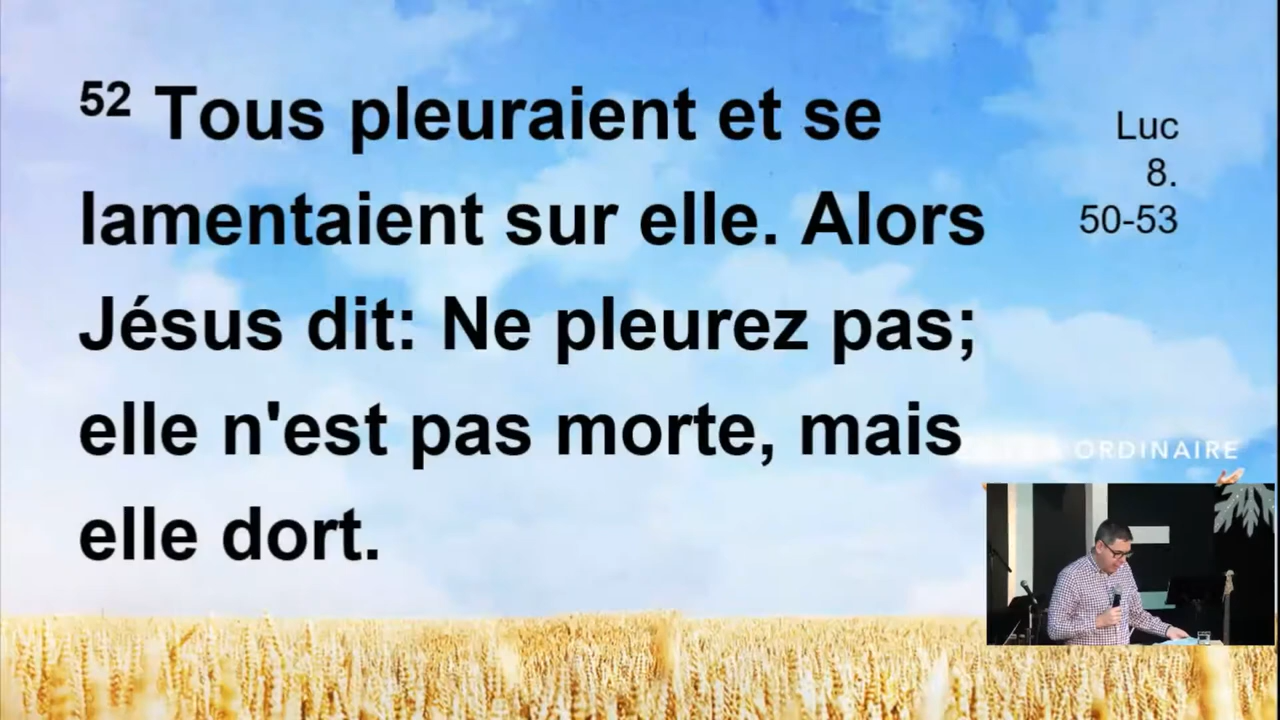 52 Tous pleuraient et se
lamentaient sur elle. Alors
Jésus dit: Ne pleurez pas;
elle n'est pas morte, mais
elle dort.
Luc
8.
50-53
ORDINAIRE